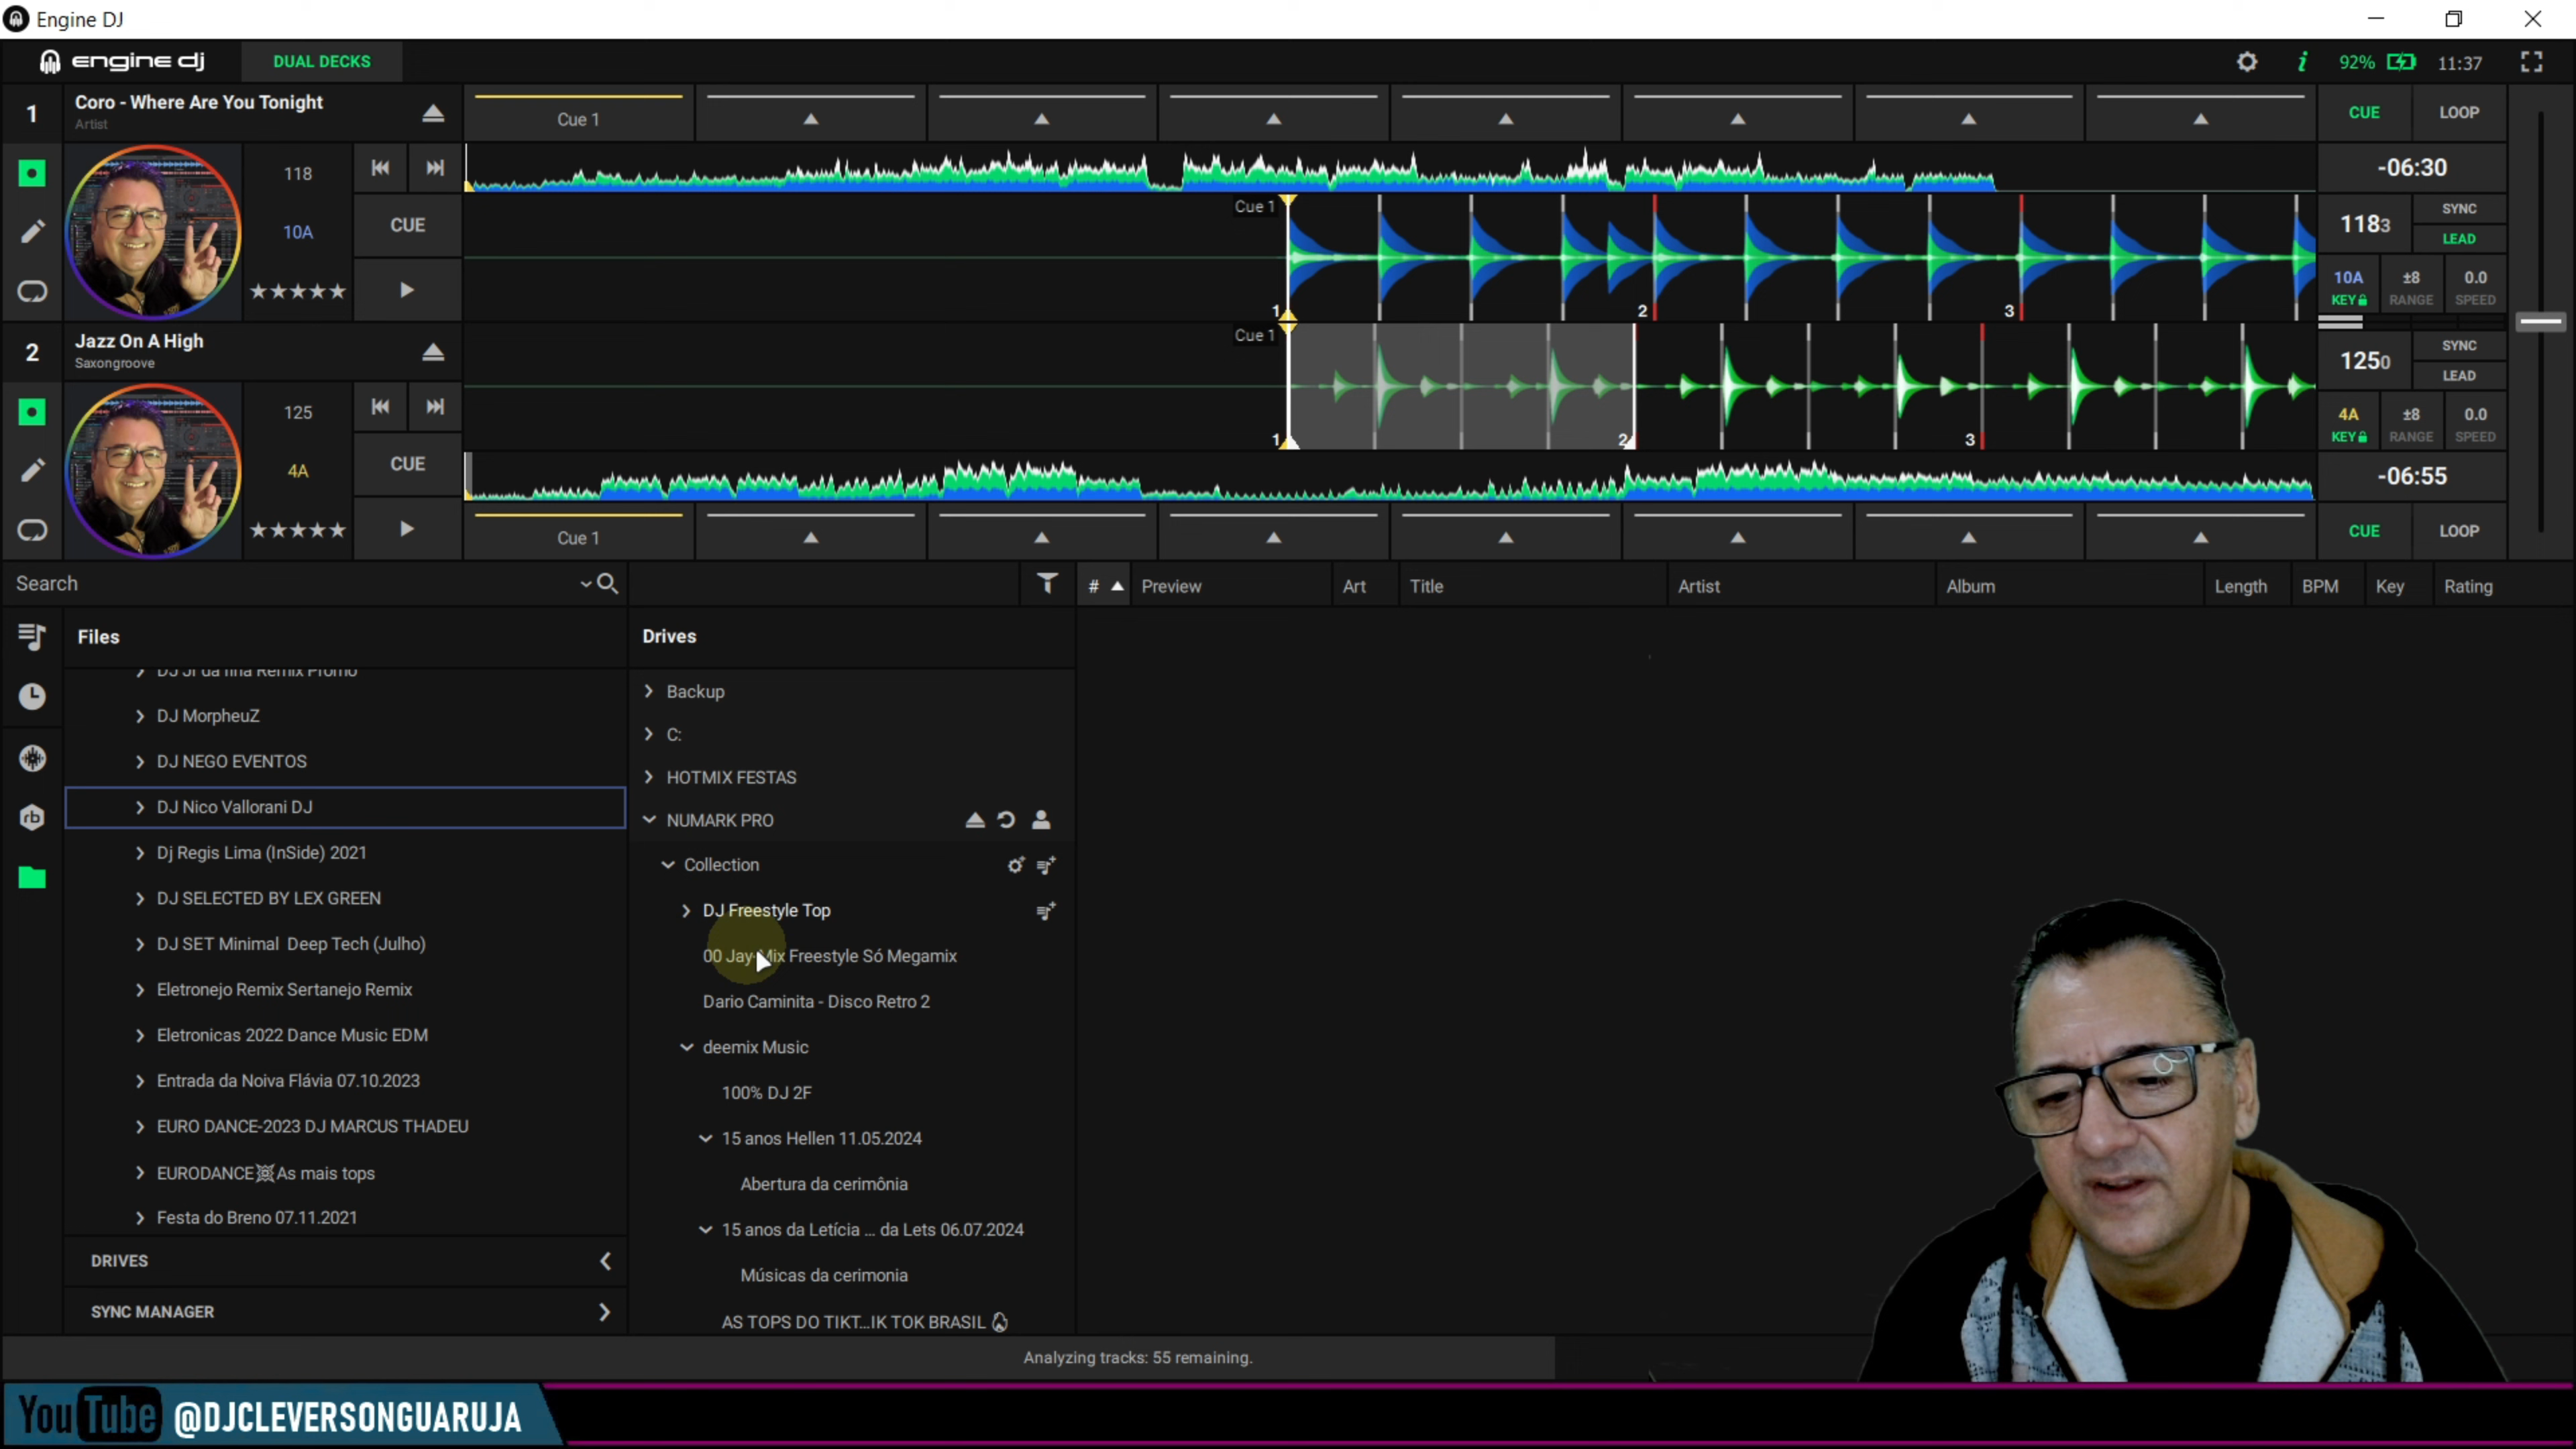 Engine DJ
engine dj
DUAL DECKS
92%
11:37
1
Coro - Where Are You Tonight
Artist
Cue 1
CUE
LOOP
118
10A
CUE
★★★★★
Cue 1
1
2
3
-06:30
1183
SYNC
LEAD
10A
±8
0.0
KEY
RANGE
SPEED
2
Jazz On A High
Saxongroove
125
4A
CUE
★★★★★
Cue 1
1
2
3
1250
SYNC
LEAD
4A
±8
0.0
KEY
RANGE
SPEED
-06:55
Cue 1
CUE
LOOP
Search
#
Preview
Art
Title
Artist
Album
Length
BPM
Key
Rating
rb
Files
DJ MorpheuZ
DJ NEGO EVENTOS
DJ Nico Vallorani DJ
Dj Regis Lima (InSide) 2021
DJ SELECTED BY LEX GREEN
DJ SET Minimal Deep Tech (Julho)
Eletronejo Remix Sertanejo Remix
Eletronicas 2022 Dance Music EDM
Entrada da Noiva Flávia 07.10.2023
EURO DANCE-2023 DJ MARCUS THADEU
EURODANCE As mais tops
Festa do Breno 07.11.2021
DRIVES
SYNC MANAGER
Drives
Backup
C:
HOTMIX FESTAS
NUMARK PRO
Collection
DJ Freestyle Top
00 Jay Mix Freestyle Só Megamix
Dario Caminita - Disco Retro 2
deemix Music
100% DJ 2F
15 anos Hellen 11.05.2024
Abertura da cerimônia
15 anos da Letícia ... da Lets 06.07.2024
Músicas da cerimonia
AS TOPS DO TIKT...IK TOK BRASIL
Analyzing tracks: 55 remaining.
YouTube @DJCLEVERSONGUARUJA